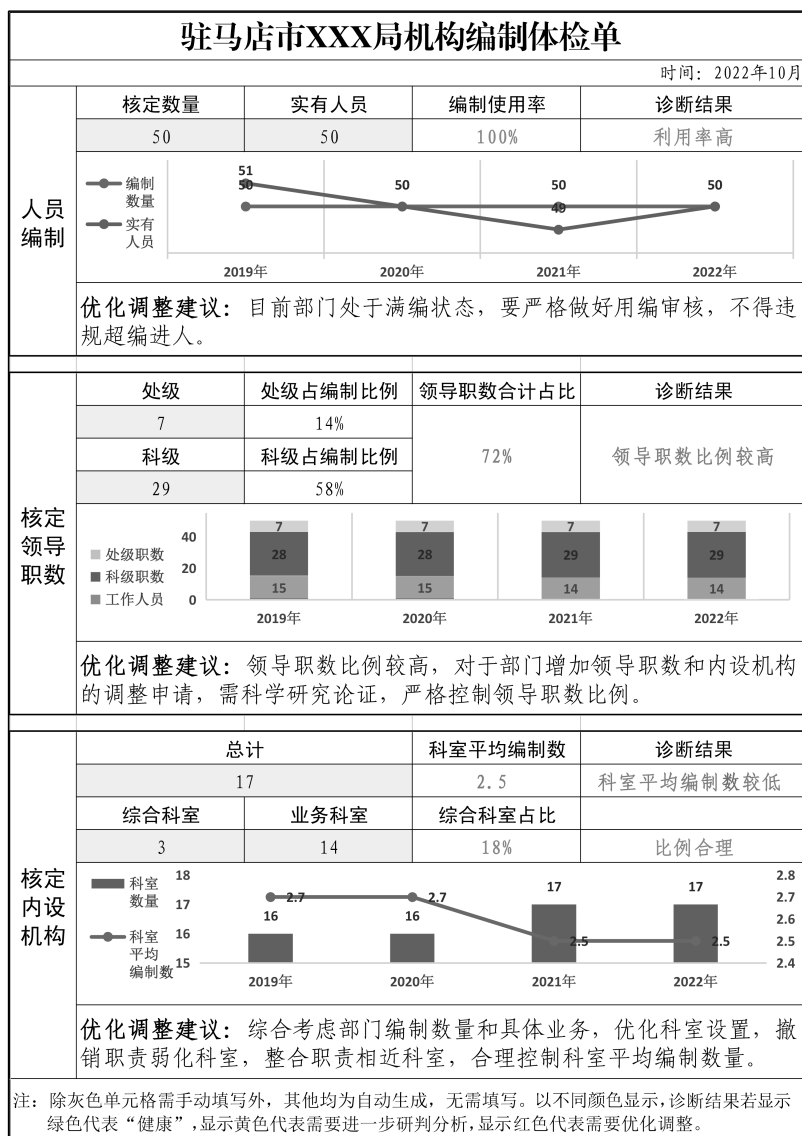 驻马店市XXX局机构编制体检单
时间：2022年10月
人员
编制
核定数量 实有人员 编制使用率 诊断结果
50 50 100% 利用率高
编制
数量
实有
人员
51
50 50 50 50
49
2019年 2020年 2021年 2022年
优化调整建议：目前部门处于满编状态，要严格做好用编审核，不得违
规超编进人。
核定
领导
职数
处级 处级占编制比例 领导职数合计占比 诊断结果
7 14%
科级 科级占编制比例 72% 领导职数比例较高
29 58%
处级职数
科级职数
工作人员
40
20
0
7 7 7 7
28 28 29 29
15 15 14 14
2019年 2020年 2021年 2022年
优化调整建议：领导职数比例较高，对于部门增加领导职数和内设机构
的调整申请，需科学研究论证，严格控制领导职数比例。
核定
内设
机构
总计 科室平均编制数 诊断结果
17 2.5 科室平均编制数较低
综合科室 业务科室 综合科室占比
3 14 18% 比例合理
科室
数量
科室
平均
编制数
18
17
16
15
2.7 2.7 2.5 2.5
16 16 17 17
2.8
2.7
2.6
2.5
2.4
2019年 2020年 2021年 2022年
优化调整建议：综合考虑部门编制数量和具体业务，优化科室设置，撤
销职责弱化科室，整合职责相近科室，合理控制科室平均编制数量。
注：除灰色单元格需手动填写外，其他均为自动生成，无需填写。以不同颜色显示，诊断结果若显示
绿色代表“健康”，显示黄色代表需要进一步研判分析，显示红色代表需要优化调整。